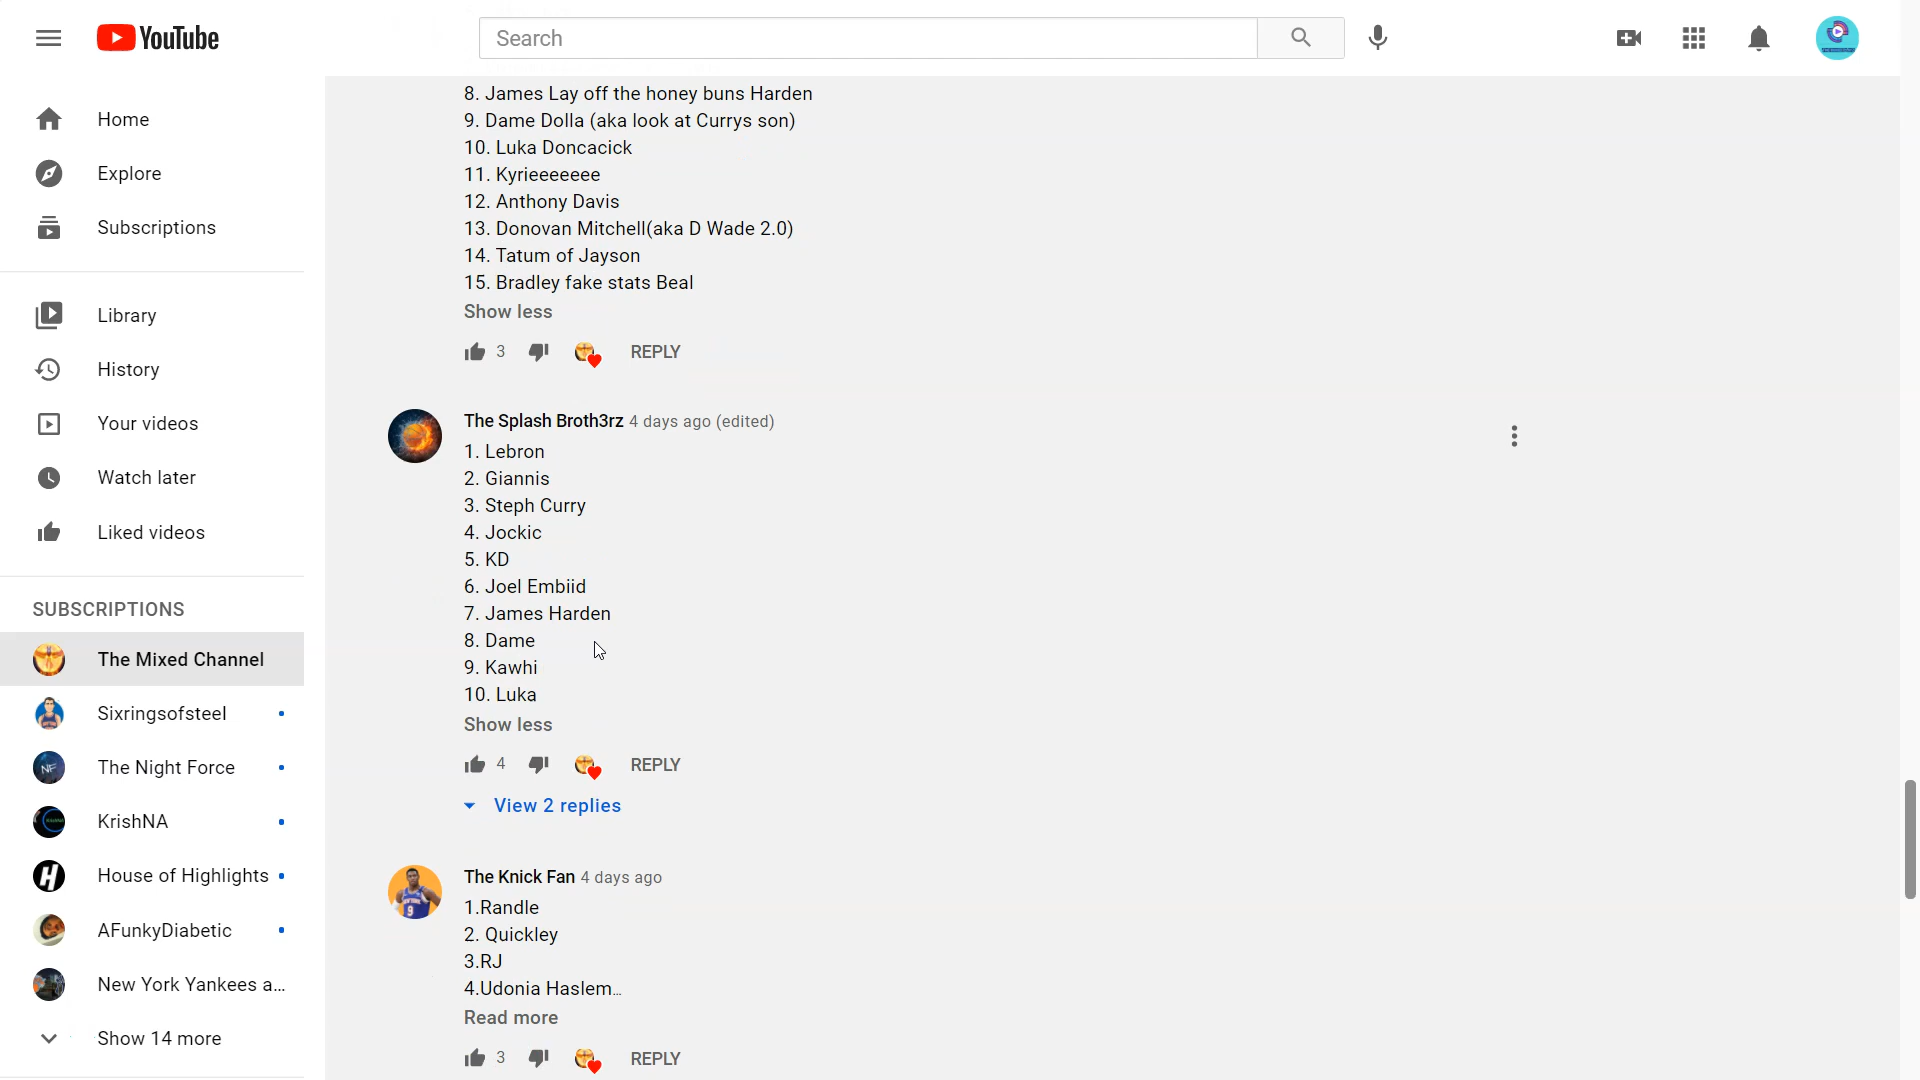 YouTube
Search
Home
Explore
Subscriptions
Library
History
Your videos
Watch later
Liked videos
SUBSCRIPTIONS
The Mixed Channel
Sixringsofsteel
The Night Force
KrishNA
House of Highlights
AFunkyDiabetic
New York Yankees a...
Show 14 more
8. James Lay off the honey buns Harden
9. Dame Dolla (aka look at Currys son)
10. Luka Doncacick
11. Kyrieeeeeee
12. Anthony Davis
13. Donovan Mitchell(aka D Wade 2.0)
14. Tatum of Jayson
15. Bradley fake stats Beal
Show less
3 REPLY
The Splash Broth3rz 4 days ago (edited)
1. Lebron
2. Giannis
3. Steph Curry
4. Jockic
5. KD
6. Joel Embiid
7. James Harden
8. Dame
9. Kawhi
10. Luka
Show less
4 REPLY
View 2 replies
The Knick Fan 4 days ago
1.Randle
2. Quickley
3.RJ
4.Udonia Haslem...
Read more
3 REPLY